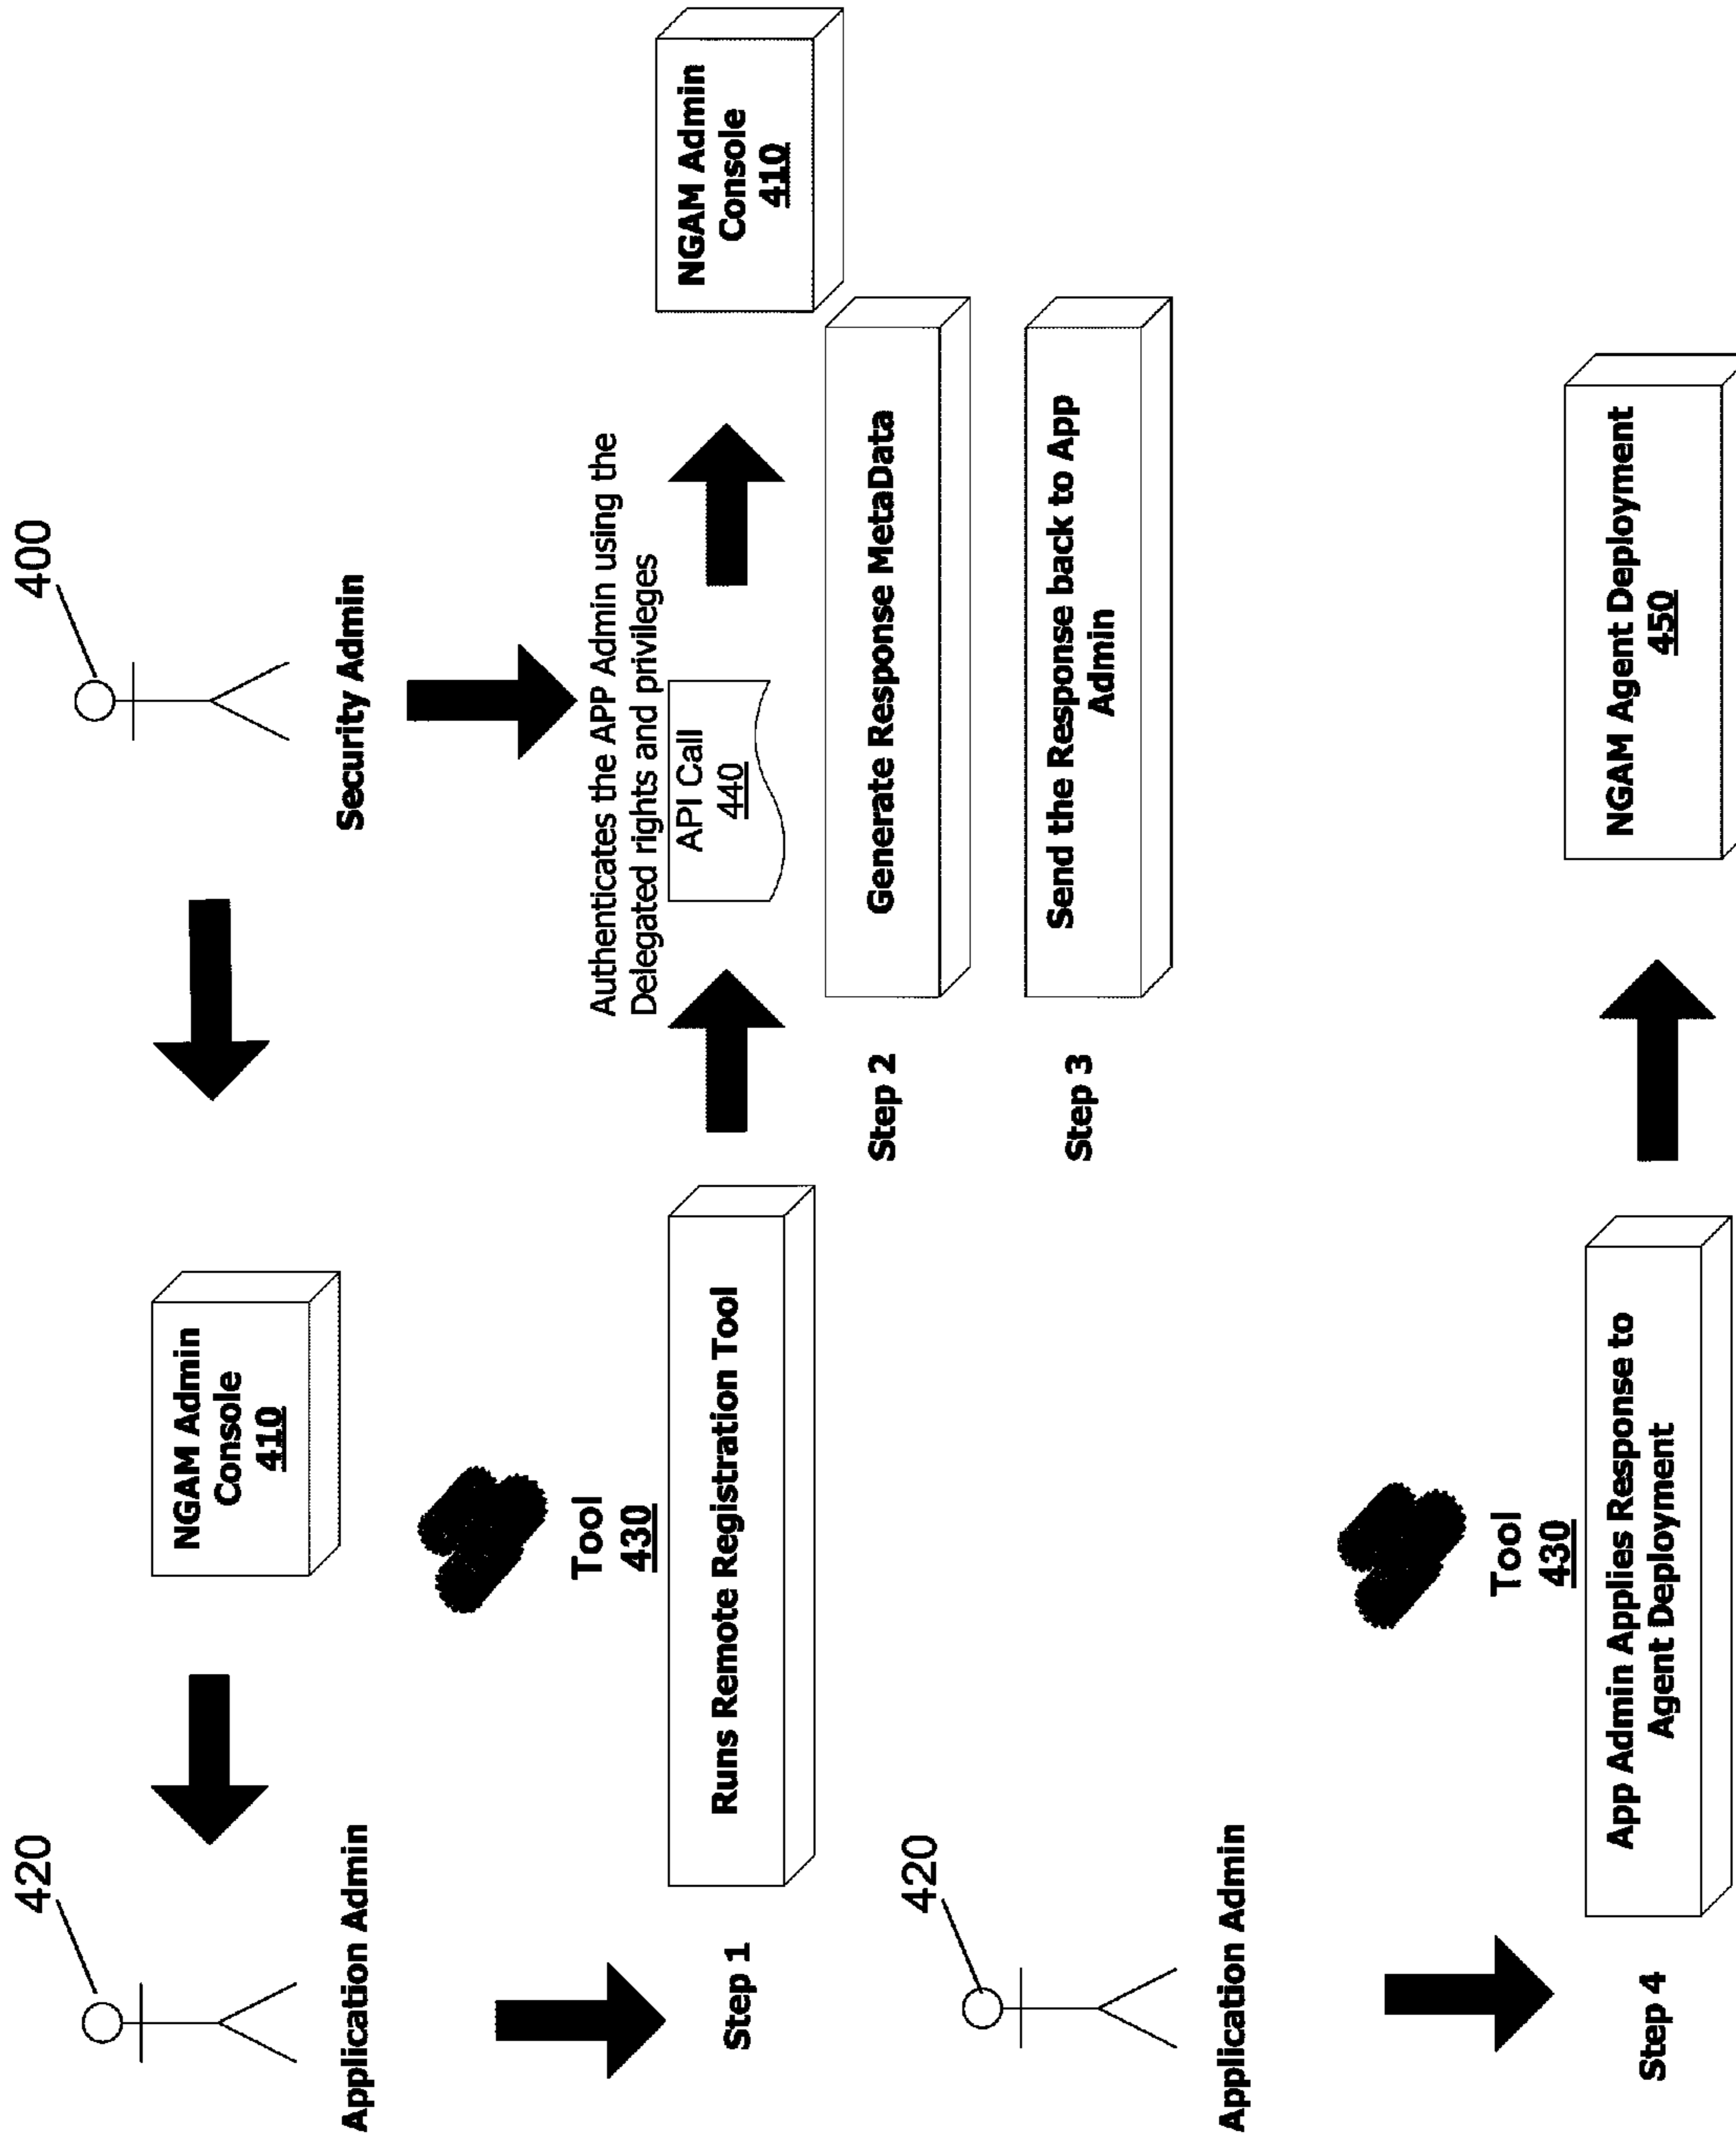 420
400
NGAM Admin
Console
410
Application Admin
Security Admin
Tool
430
Authenticates the APP Admin using the
Delegated rights and privileges
Step 1
Runs Remote Registration Tool
API Call
440
NGAM Admin
Console
410
Step 2
Generate Response MetaData
420
Step 3
Send the Response back to App
Admin
Application Admin
Tool
430
Step 4
App Admin Applies Response to
Agent Deployment
NGAM Agent Deployment
450